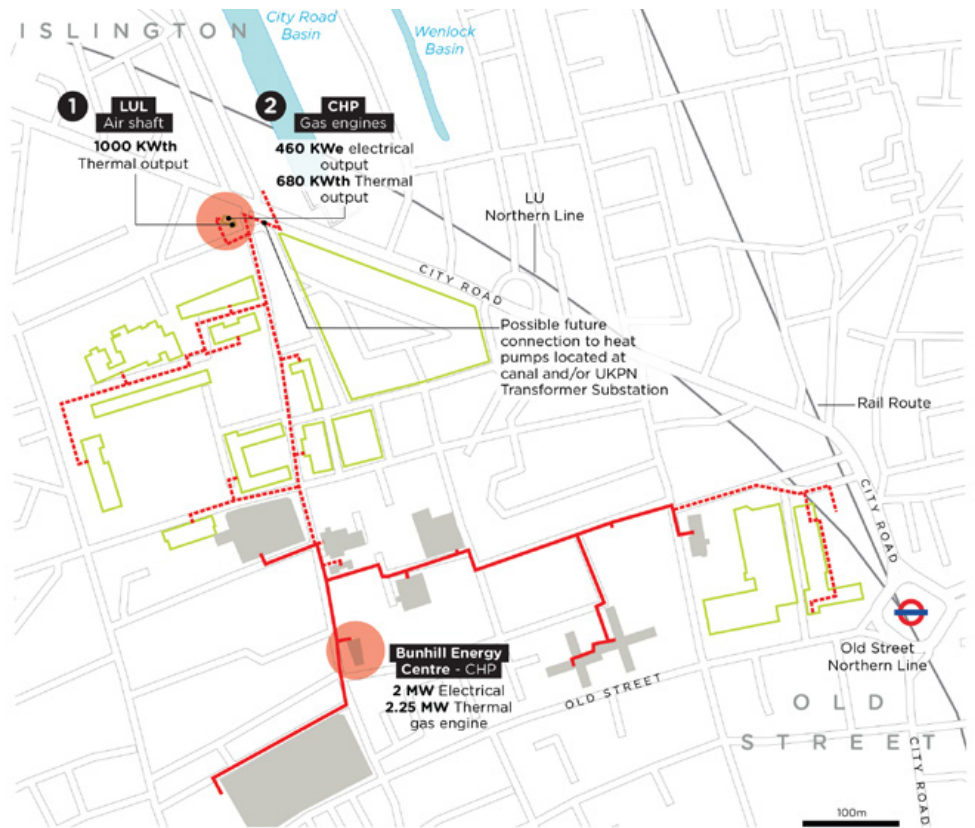 ISLINGTON
City Road
Basin
Wenlock
Basin
1
LUL
Air shaft
1000 KWth
Thermal output
2
CHP
Gas engines
460 KWe electrical
output
680 KWth Thermal
output
LU
Northern Line
CITY ROAD
Possible future
connection to heat
pumps located at
canal and/or UKPN
Transformer Substation
Rail Route
CITY ROAD
Bunhill Energy
Centre - CHP
2 MW Electrical
2.25 MW Thermal
gas engine
OLD STREET
Old Street
Northern Line
OLD
STREET
CITY ROAD
100m